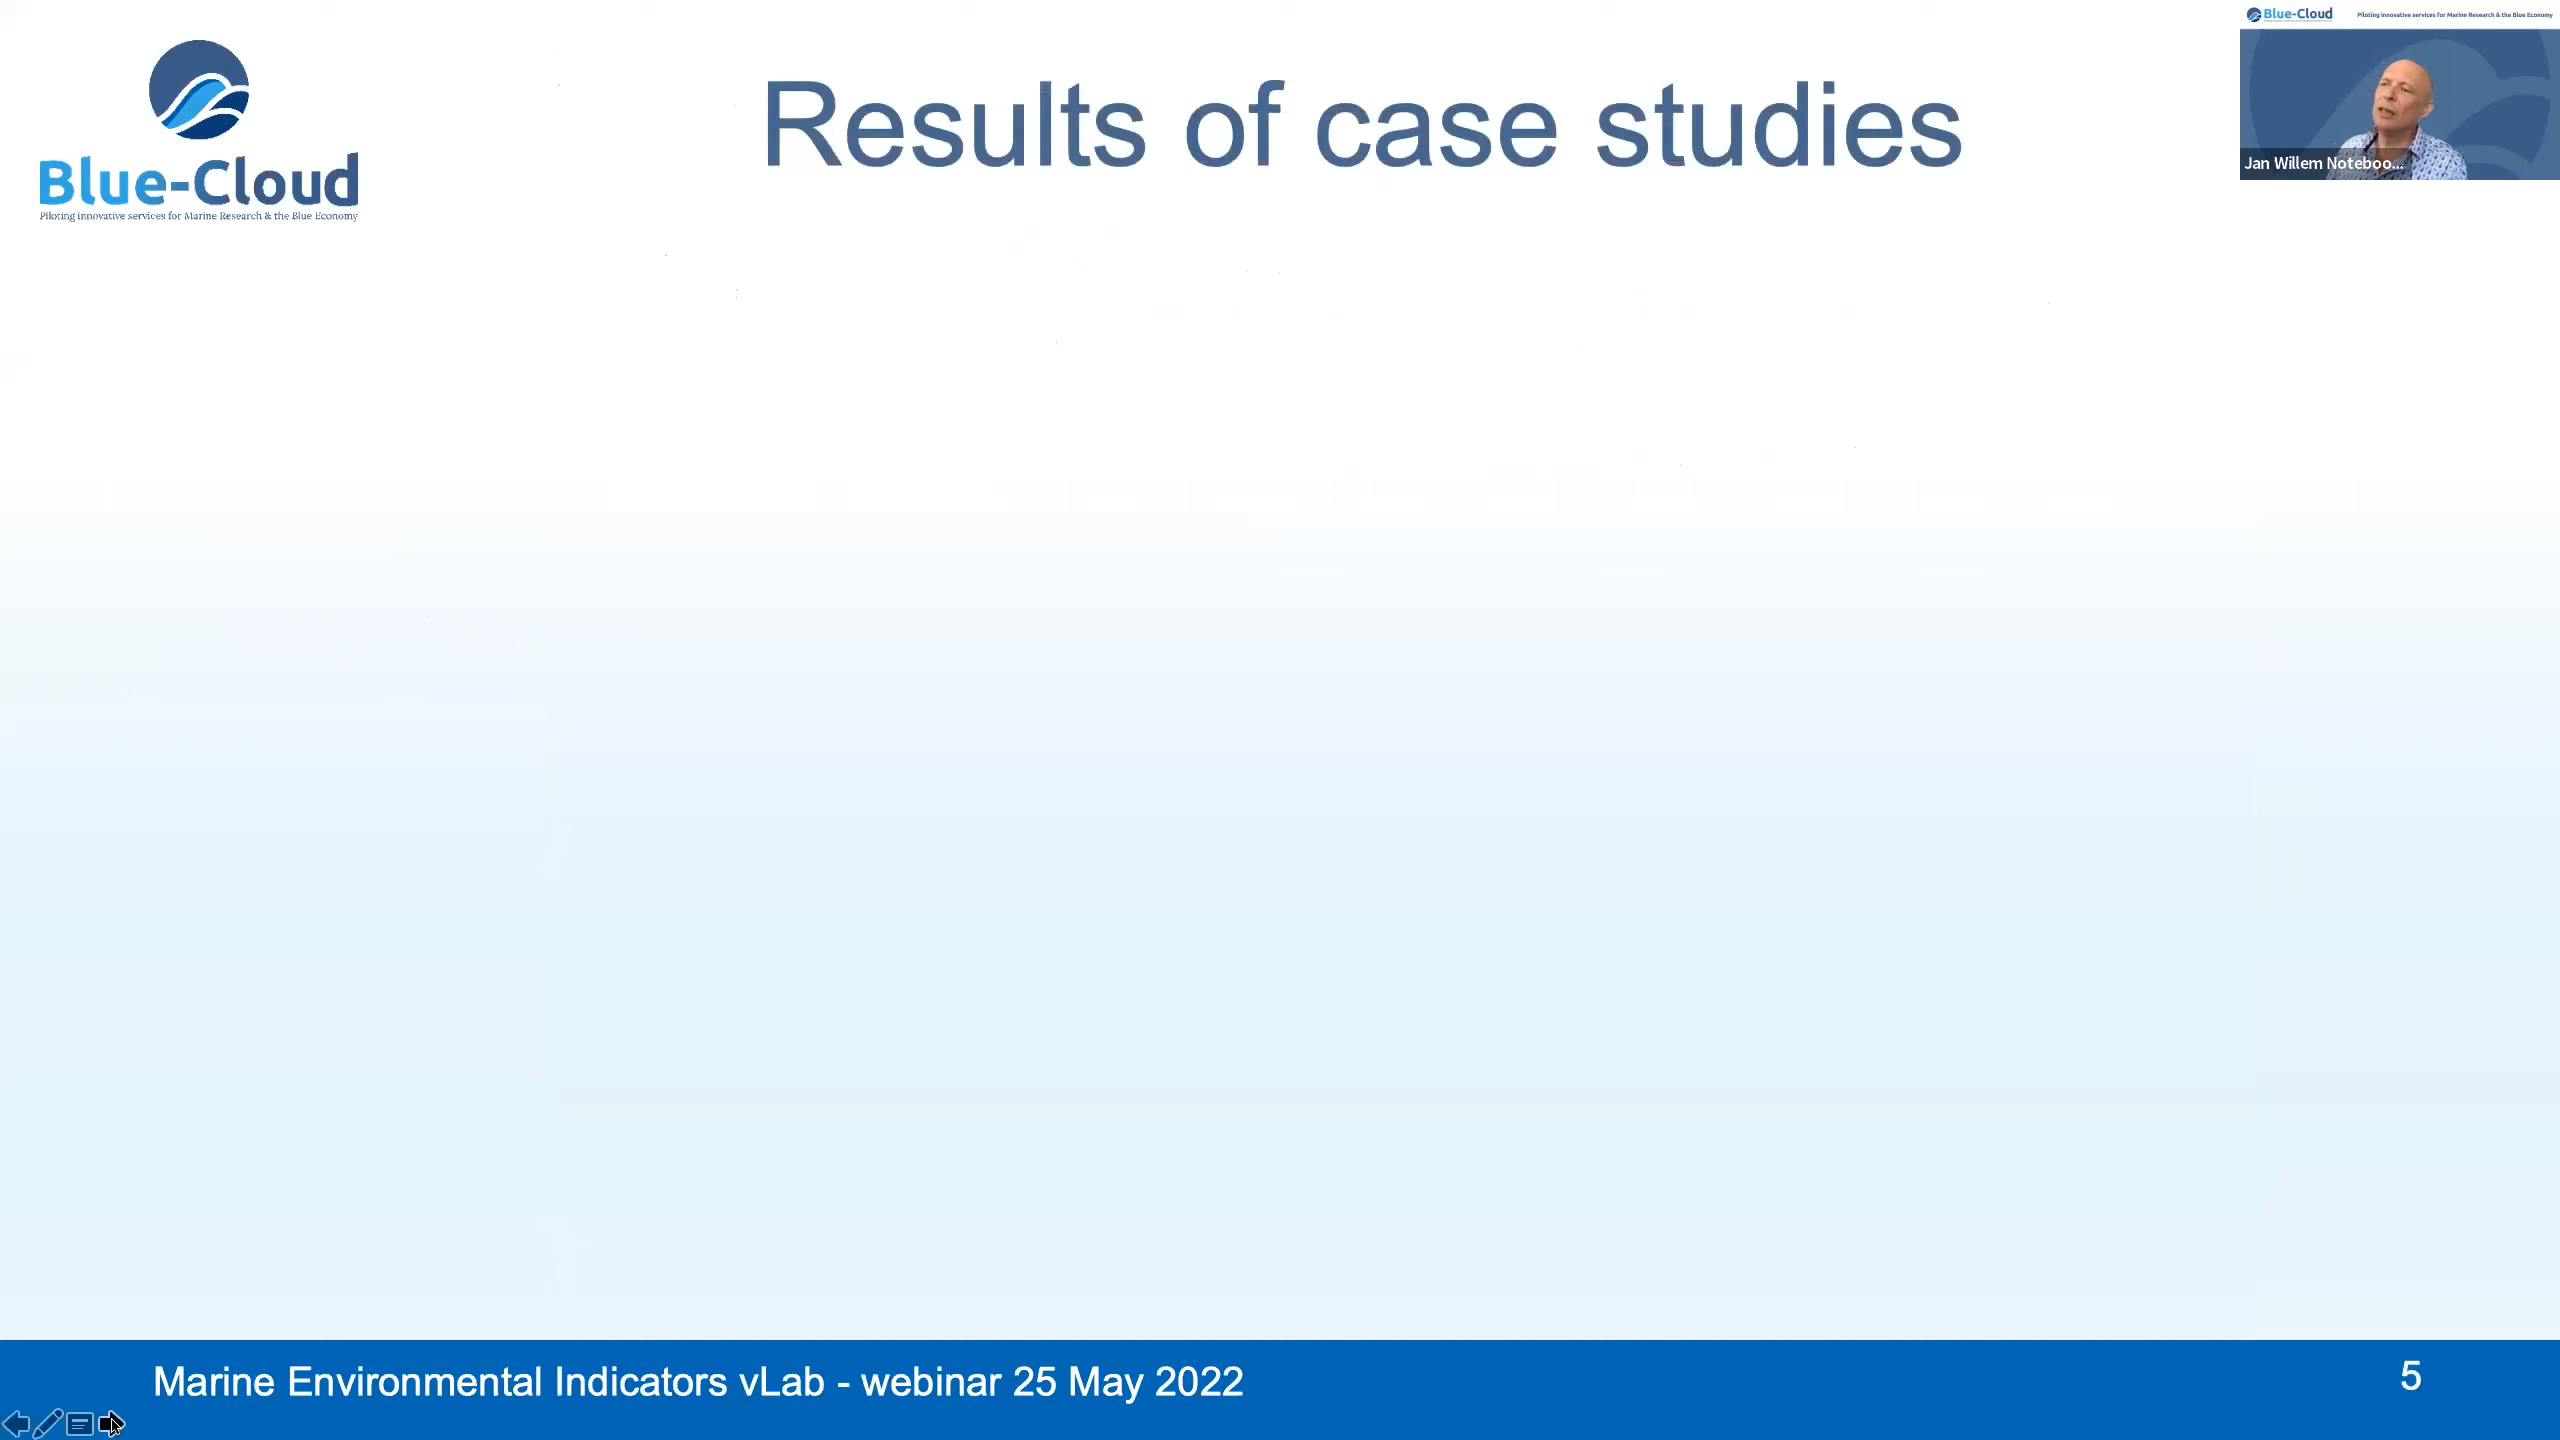 Blue-Cloud
Piloting innovative services for Marine Research & the Blue Economy
Results of case studies
Blue-Cloud
Piloting innovative services for Marine Research & the Blue Economy
Jan Willem Noteboo...
Marine Environmental Indicators vLab - webinar 25 May 2022
5